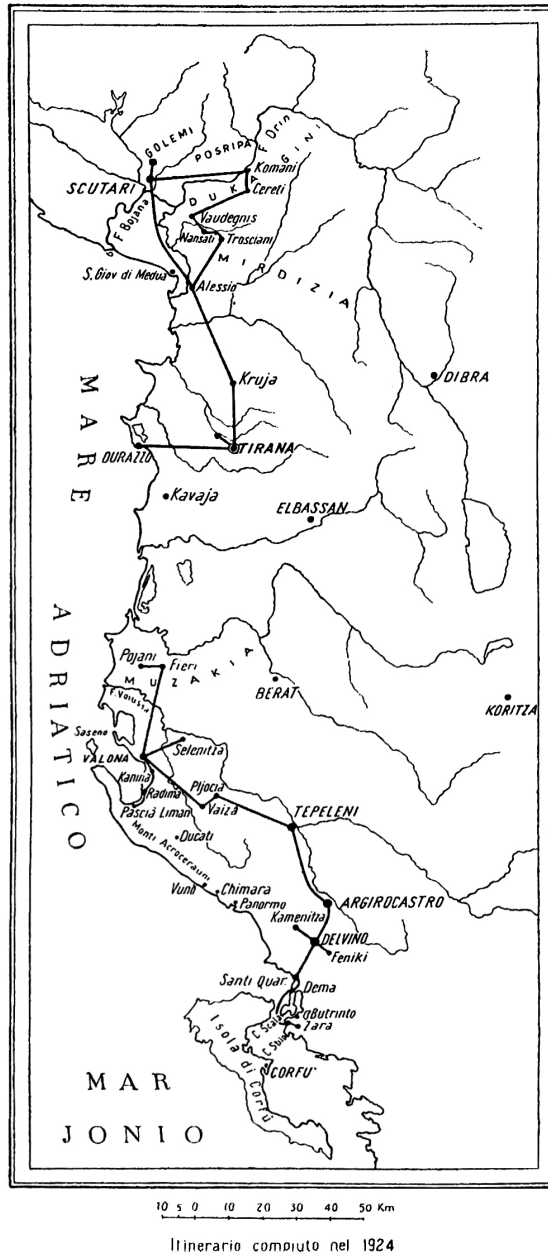 GOLEMI
POSRIPA
F Drin
Komani
SCUTARI
DUKAGINI
Cereti
F. Bojana
Vaudegnis
Nansati
Trosciani
MIRDIZIA
S. Giov di Medua
Alessio
Kruja
DIBRA
MARE ADRIATICO
DURAZZO
TIRANA
Kavaja
ELBASSAN
Pojani
Fieri
MUZAKIA
BERAT
KORITZA
F. Voiussa
Saseno
Selenitza
VALONA
Kanina
Radima
Pljocia
Vaiza
Pascià Liman
TEPELENI
Ducati
Monti Acrocerauni
Vuno
Chimara
Panormo
ARGIROCASTRO
Kamenitza
DELVINO
Feniki
Santi Quar.
Dema
Butrinto
C. Scala
Zara
C. Stilo
Isola di Corfù
CORFU'
MAR
JONIO
10 5 0 10 20 30 40 50 Km
Itinerario compiuto nel 1924